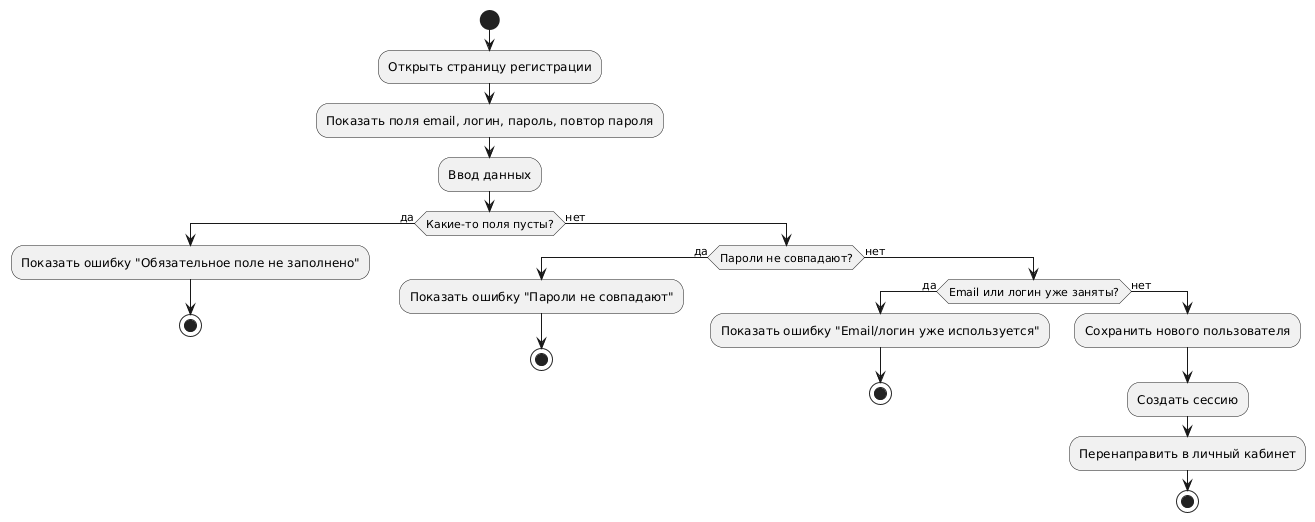 Открыть страницу регистрации
Показать поля email, логин, пароль, повтор пароля
Ввод данных
да
Какие-то поля пусты?
нет
Показать ошибку "Обязательное поле не заполнено"
да
Пароли не совпадают?
нет
Показать ошибку "Пароли не совпадают"
да
Email или логин уже заняты?
нет
Показать ошибку "Email/логин уже используется"
Сохранить нового пользователя
Создать сессию
Перенаправить в личный кабинет